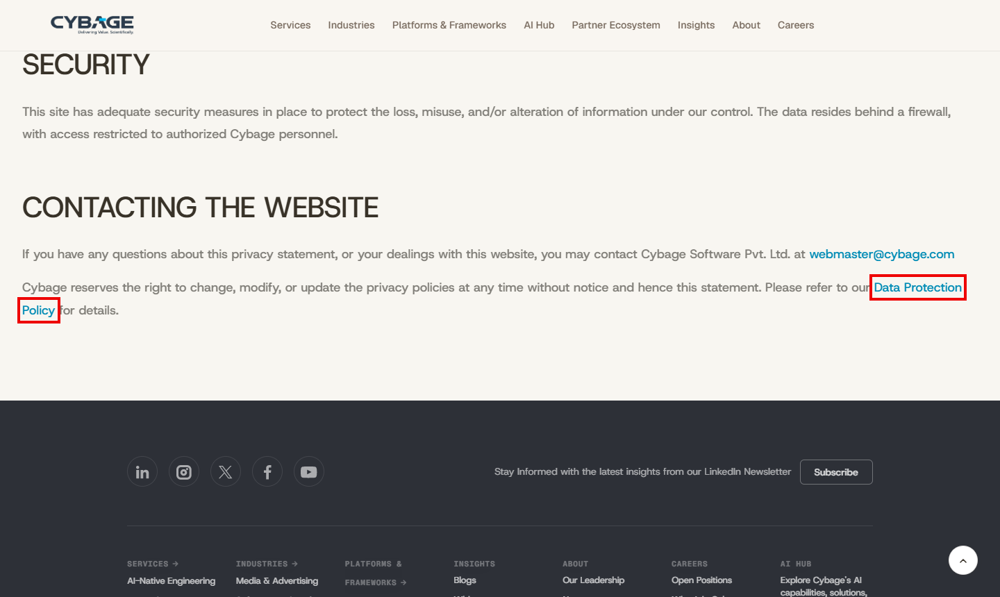 CYBAGE
Delivering Value. Scientifically.
Services Industries Platforms & Frameworks AI Hub Partner Ecosystem Insights About Careers
SECURITY
This site has adequate security measures in place to protect the loss, misuse, and/or alteration of information under our control. The data resides behind a firewall,
with access restricted to authorized Cybage personnel.
CONTACTING THE WEBSITE
If you have any questions about this privacy statement, or your dealings with this website, you may contact Cybage Software Pvt. Ltd. at webmaster@cybage.com
Cybage reserves the right to change, modify, or update the privacy policies at any time without notice and hence this statement. Please refer to our Data Protection
Policy for details.
Stay Informed with the latest insights from our LinkedIn Newsletter Subscribe
SERVICES → INDUSTRIES → PLATFORMS & INSIGHTS ABOUT CAREERS AI HUB
AI-Native Engineering Media & Advertising FRAMEWORKS → Blogs Our Leadership Open Positions Explore Cybage's AI
capabilities, solutions,